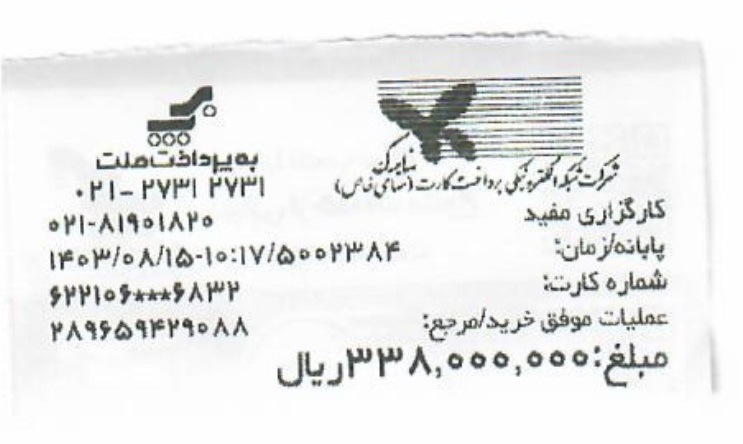 به پرداخت ملت
۰۲۱-۲۷۳۱ ۲۷۳۱
نمایندگی
شرکت شبکه الکترونیکی پرداخت کارت (سهامی خاص)
کارگزاری مفید ۰۲۱-۸۱۹۰۱۸۲۰
پایانه/زمان: ۱۴۰۳/۰۸/۱۵-۱۰:۱۷/۵۰۰۲۳۸۴
شماره کارت: ۶۲۲۱۰۶***۶۸۳۲
عملیات موفق خرید/مرجع: ۲۸۹۶۵۹۴۲۹۰۸۸
مبلغ: ۳۳۸,۰۰۰,۰۰۰ریال